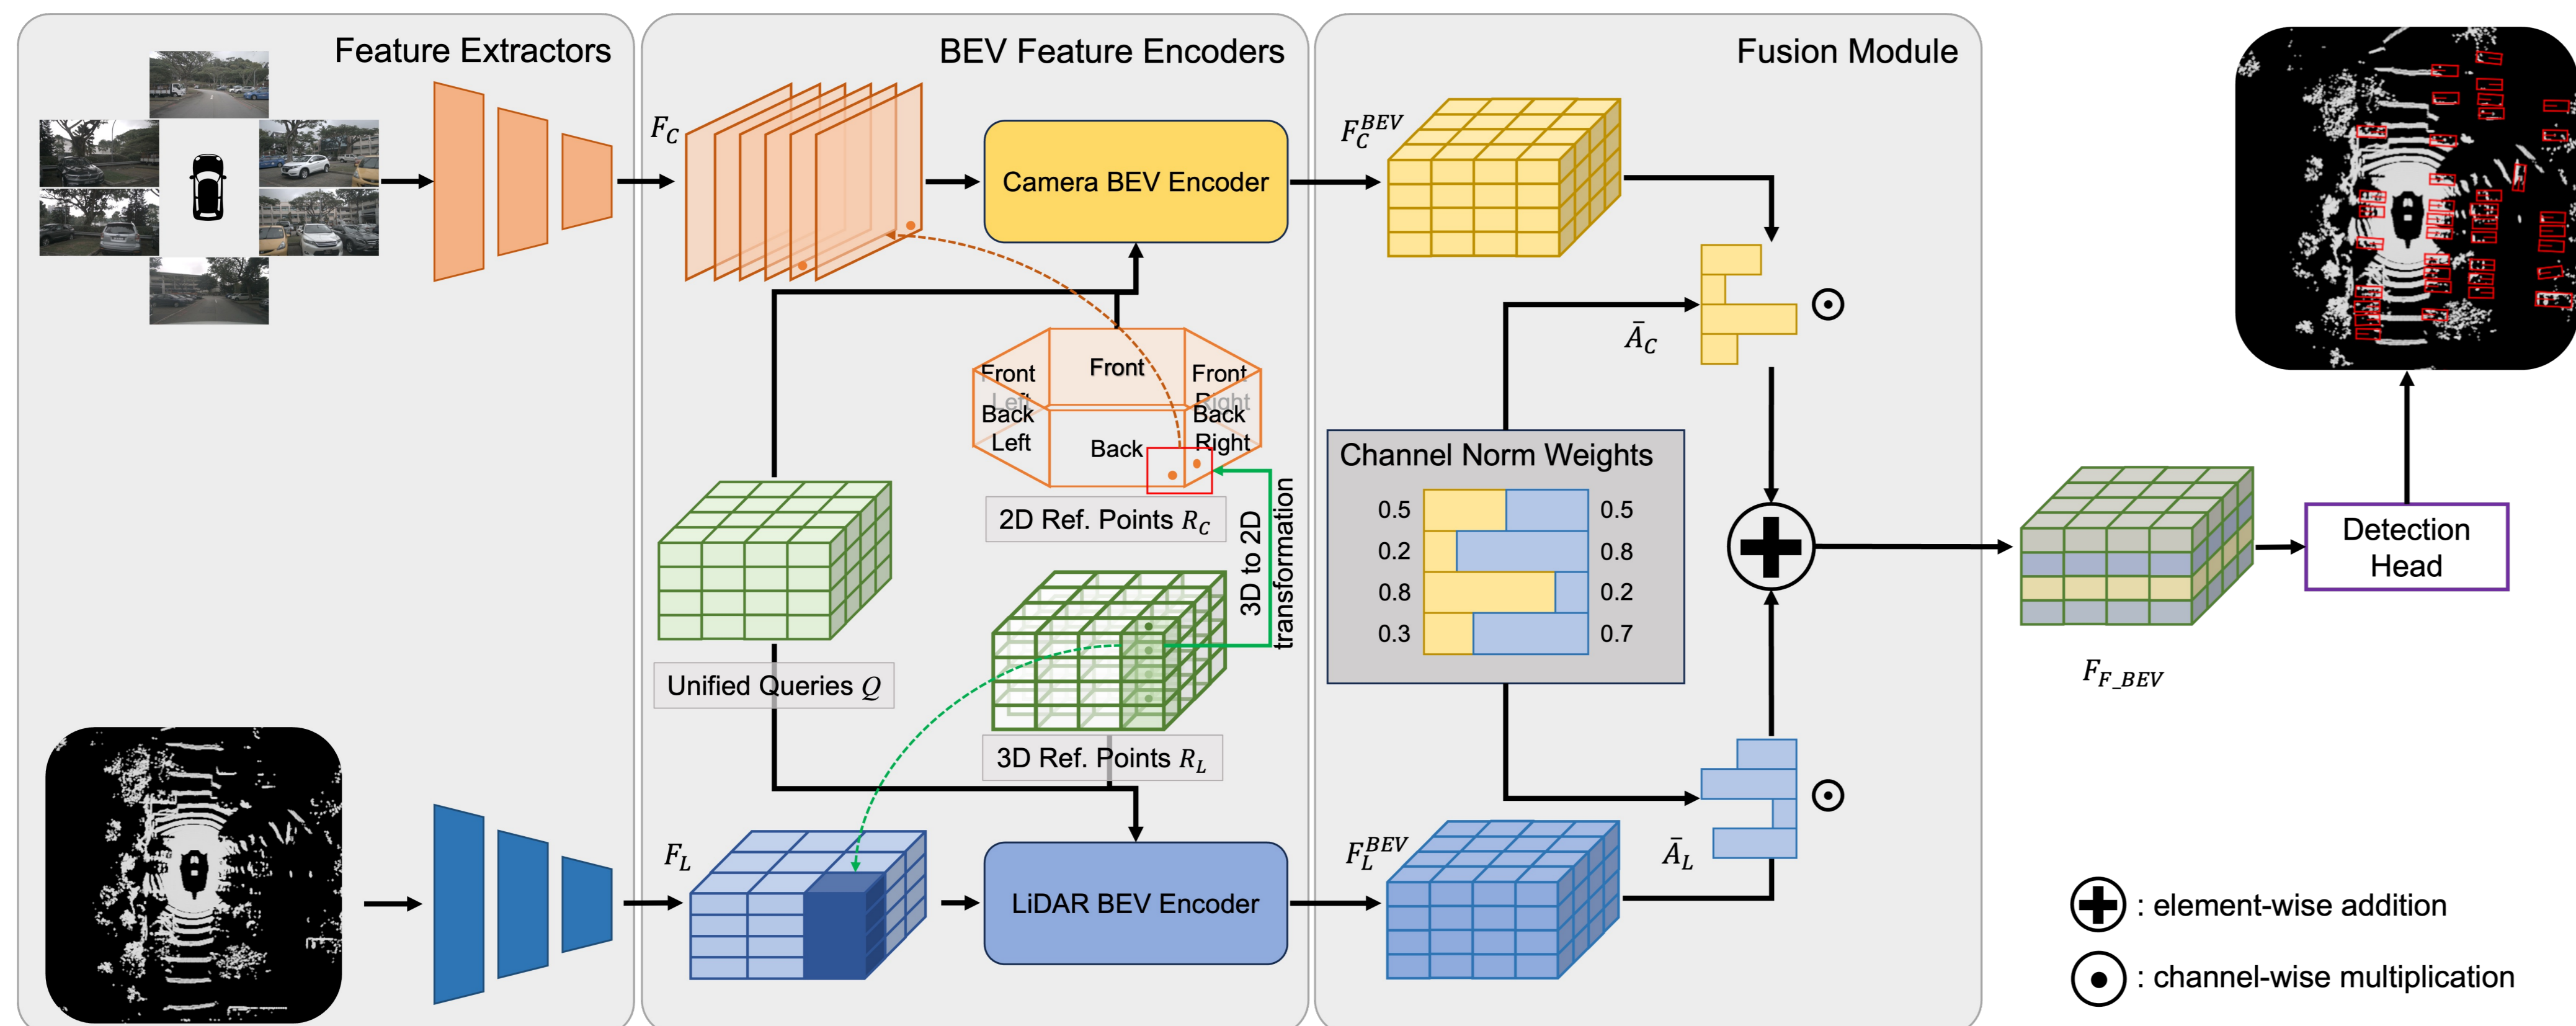 Feature Extractors
BEV Feature Encoders
Fusion Module
F_C
Camera BEV Encoder
F_C^{BEV}
Ā_C
Front
Front
Left
Front
Right
Back
Left
Back
Back
Right
2D Ref. Points R_C
3D to 2D
transformation
Unified Queries Q
3D Ref. Points R_L
F_L
LiDAR BEV Encoder
F_L^{BEV}
Ā_L
Channel Norm Weights
0.5 0.5
0.2 0.8
0.8 0.2
0.3 0.7
F_{F_BEV}
Detection
Head
: element-wise addition
: channel-wise multiplication